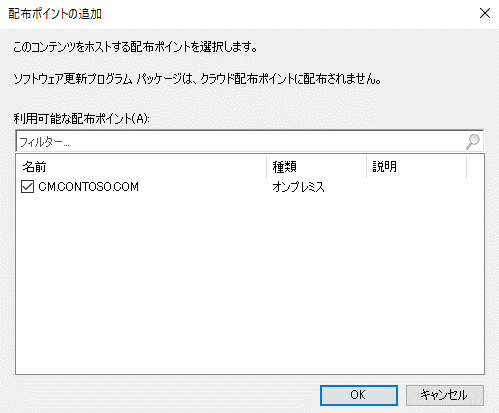 配布ポイントの追加
このコンテンツをホストする配布ポイントを選択します。
ソフトウェア更新プログラム パッケージは、クラウド配布ポイントに配布されません。
利用可能な配布ポイント(A):
フィルター...
名前 種類 説明
CM.CONTOSO.COM オンプレミス
OK キャンセル